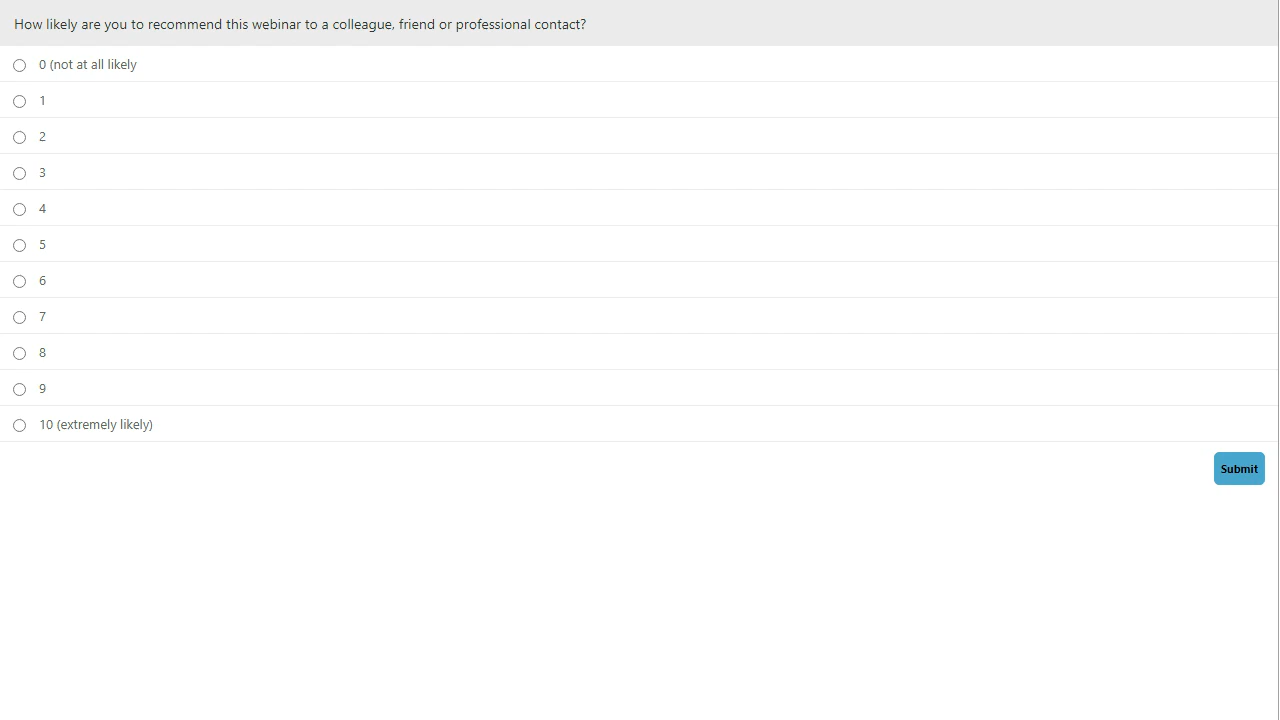 How likely are you to recommend this webinar to a colleague, friend or professional contact?
0 (not at all likely
1
2
3
4
5
6
7
8
9
10 (extremely likely)
Submit